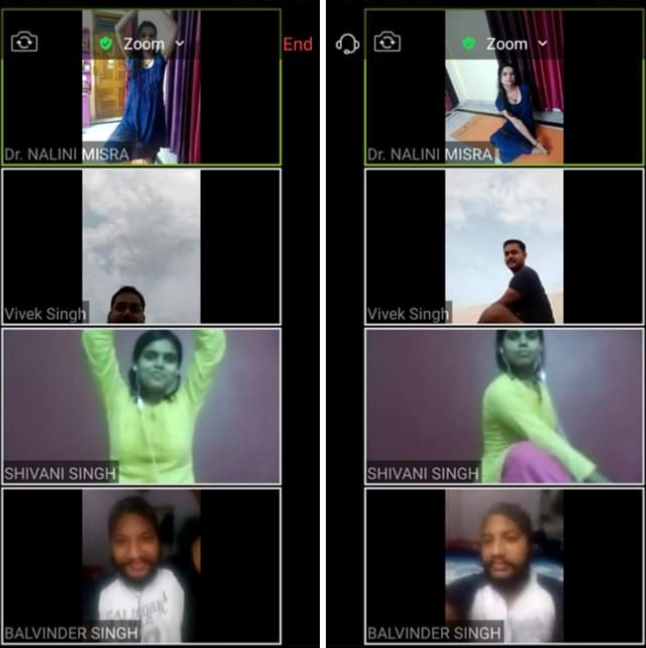 Zoom
End
Dr. NALINI MISRA
Vivek Singh
SHIVANI SINGH
BALVINDER SINGH
Zoom
Dr. NALINI MISRA
Vivek Singh
SHIVANI SINGH
BALVINDER SINGH